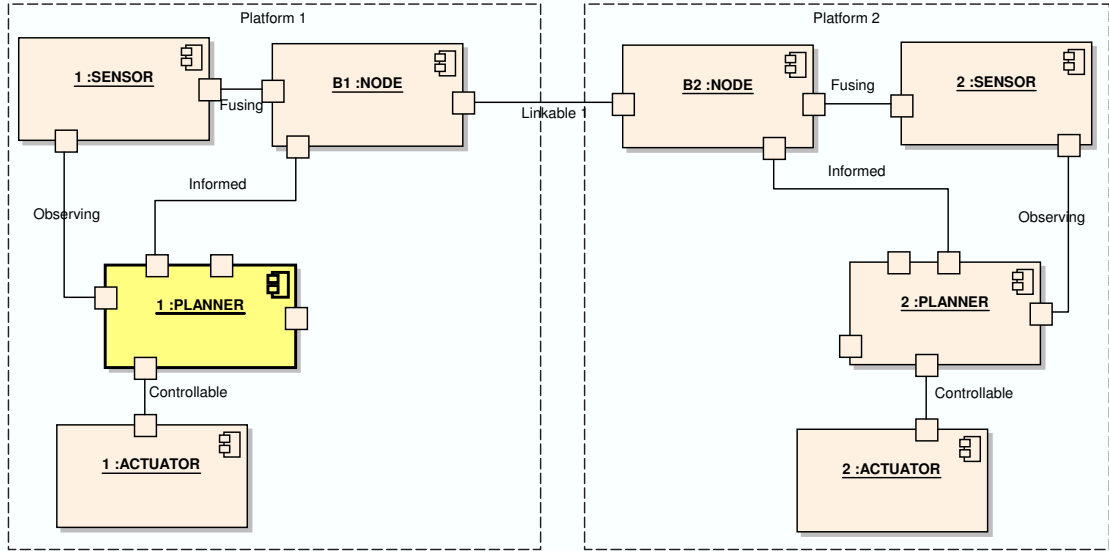 Platform 1
Platform 2
1 :SENSOR
B1 :NODE
B2 :NODE
2 :SENSOR
Fusing
Linkable 1
Fusing
Informed
Informed
Observing
Observing
1 :PLANNER
2 :PLANNER
Controllable
Controllable
1 :ACTUATOR
2 :ACTUATOR